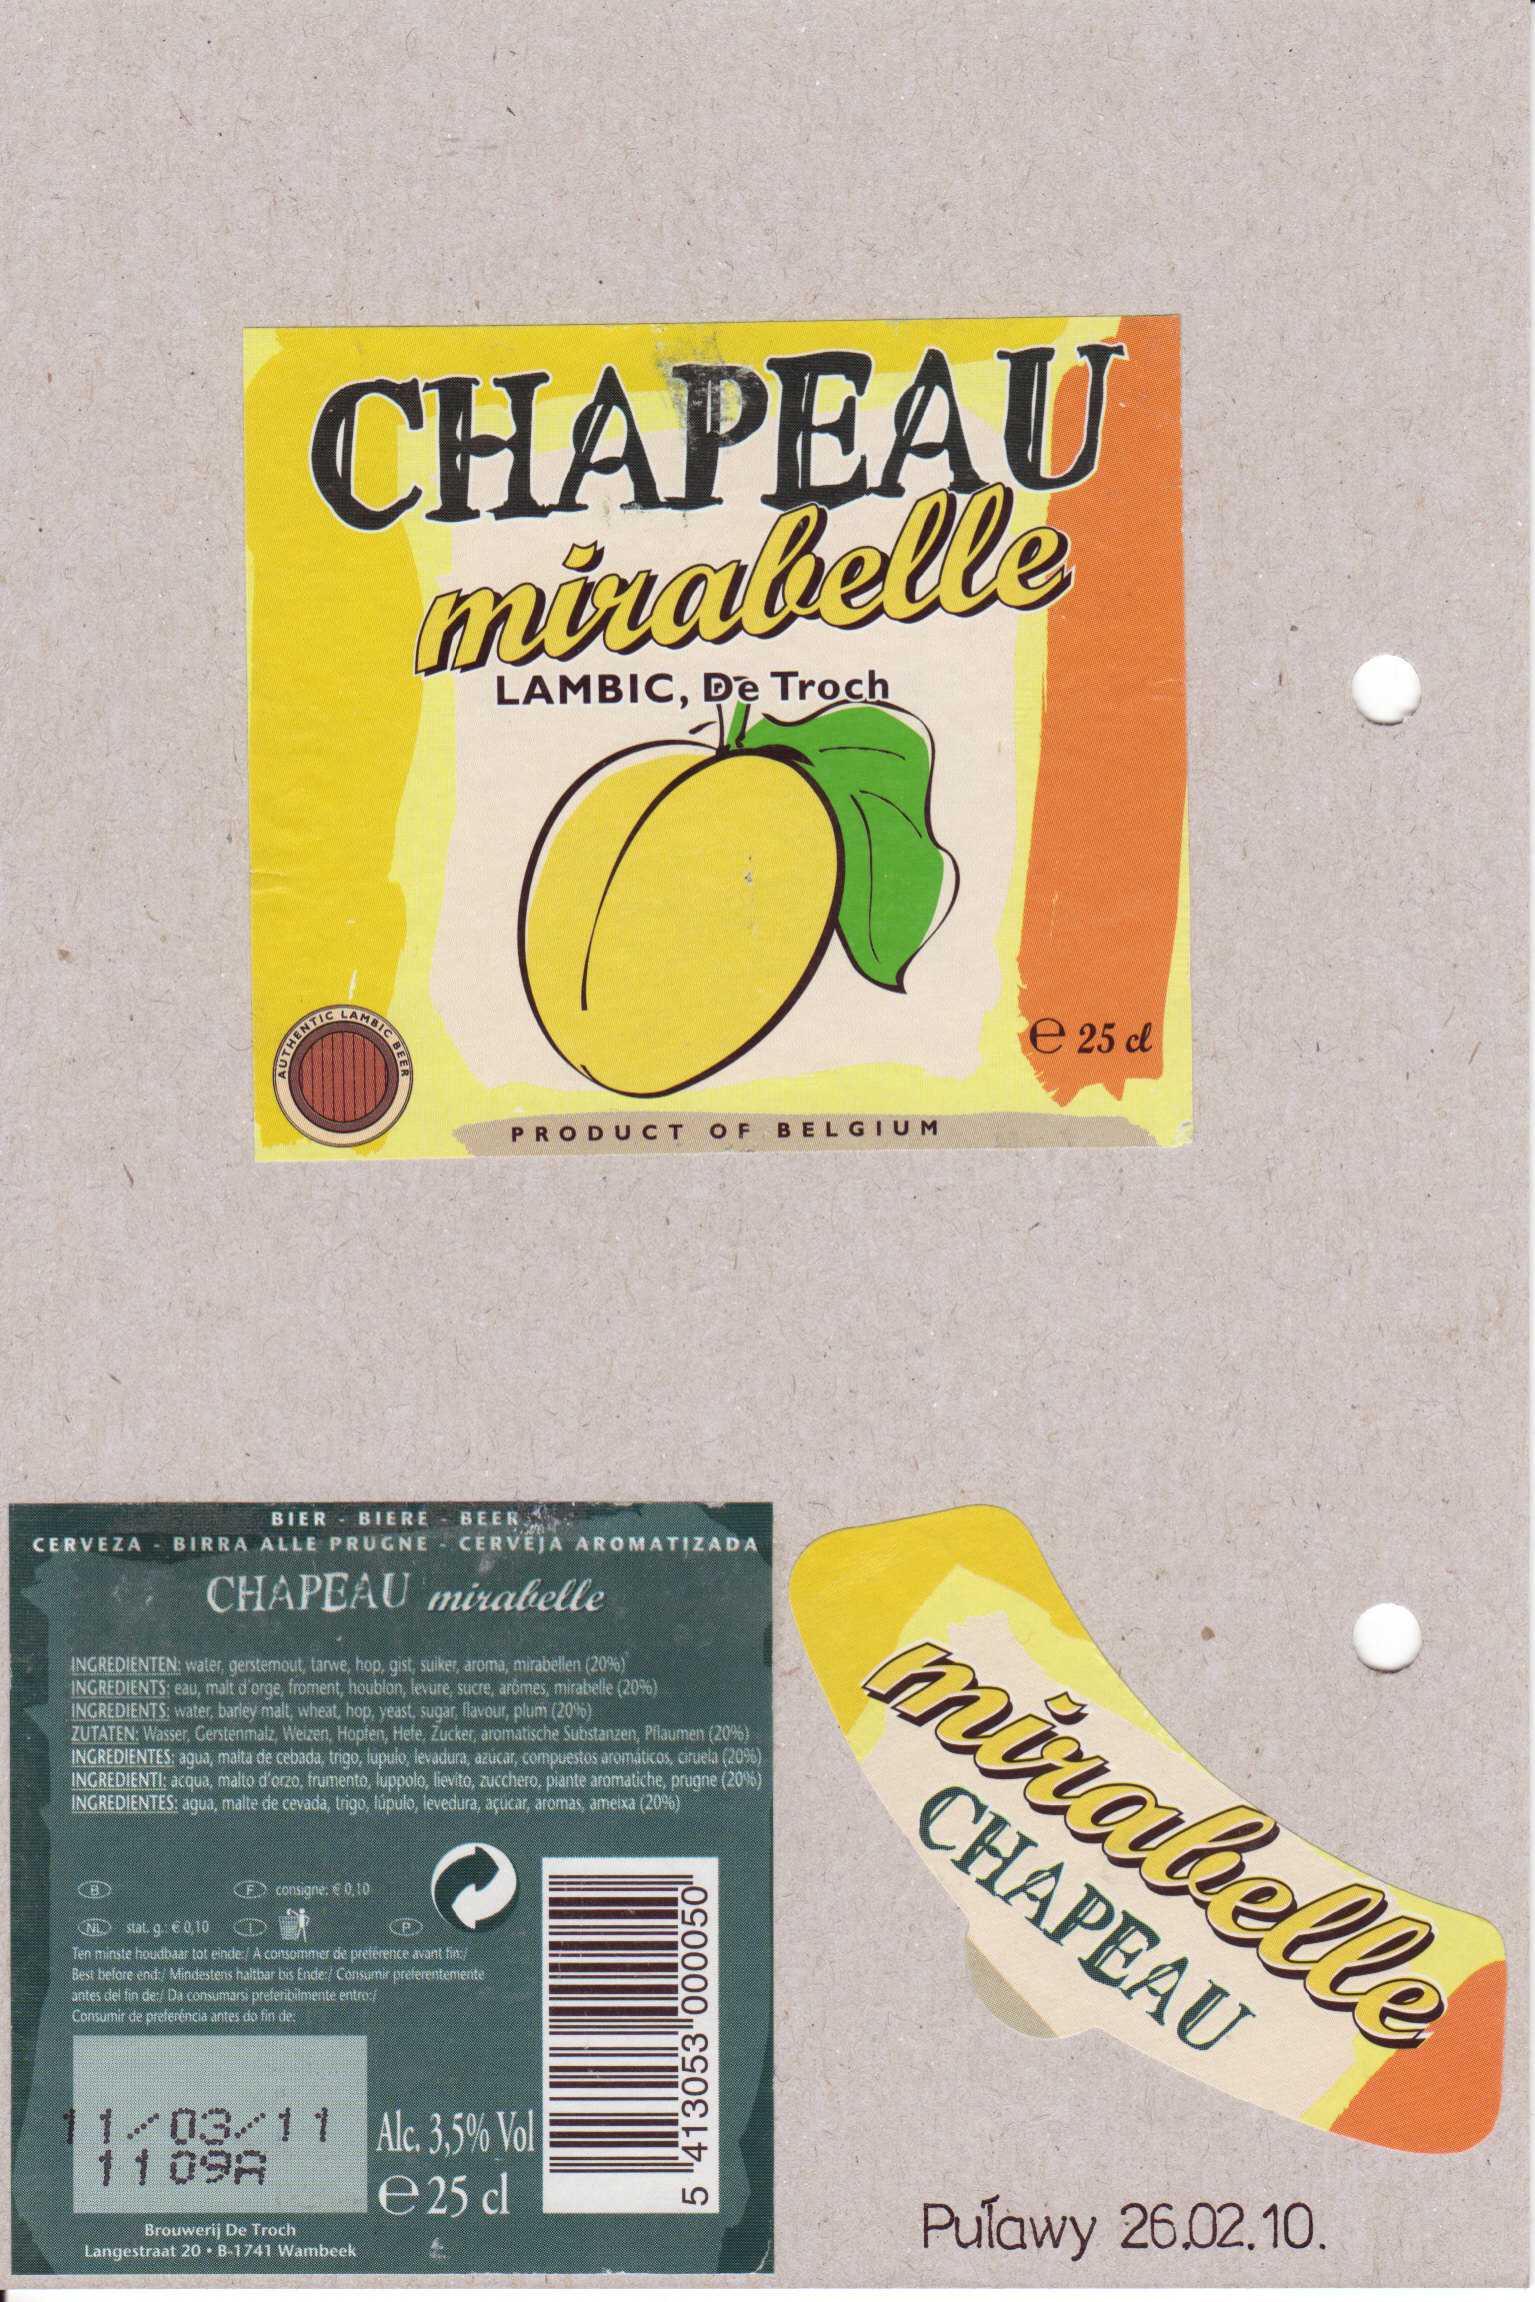 CHAPEAU
mirabelle
LAMBIC, De Troch
AUTHENTIC LAMBIC BEER
e 25 cl
PRODUCT OF BELGIUM
BIER - BIERE - BEER
CERVEZA - BIRRA ALLE PRUGNE - CERVEJA AROMATIZADA
CHAPEAU mirabelle
INGREDIENTEN: water, gerstemout, tarwe, hop, gist, suiker, aroma, mirabellen (20%)
INGREDIENTS: eau, malt d'orge, froment, houblon, levure, sucre, arômes, mirabelle (20%)
INGREDIENTS: water, barley malt, wheat, hop, yeast, sugar, flavour, plum (20%)
ZUTATEN: Wasser, Gerstenmalz, Weizen, Hopfen, Hefe, Zucker, aromatische Substanzen, Pflaumen (20%)
INGREDIENTES: agua, malta de cebada, trigo, lúpulo, levadura, azúcar, compuestos aromáticos, ciruela (20%)
INGREDIENTI: acqua, malto d'orzo, frumento, luppolo, lievito, zucchero, piante aromatiche, prugne (20%)
INGREDIENTES: agua, malte de cevada, trigo, lúpulo, levedura, açúcar, aromas, ameixa (20%)
B F consigne: € 0,10
NL stat. g.: € 0,10 I P
Ten minste houdbaar tot einde:/ A consommer de préférence avant fin:/
Best before end:/ Mindestens haltbar bis Ende:/ Consumir preferentemente
antes del fin de:/ Da consumarsi preferibilmente entro:/
Consumir de preferência antes do fin de:
11/03/11
1109A
Alc. 3,5% Vol
e 25 cl
5 413053 000050
Brouwerij De Troch
Langestraat 20 • B-1741 Wambeek
mirabelle
CHAPEAU
Puławy 26.02.10.